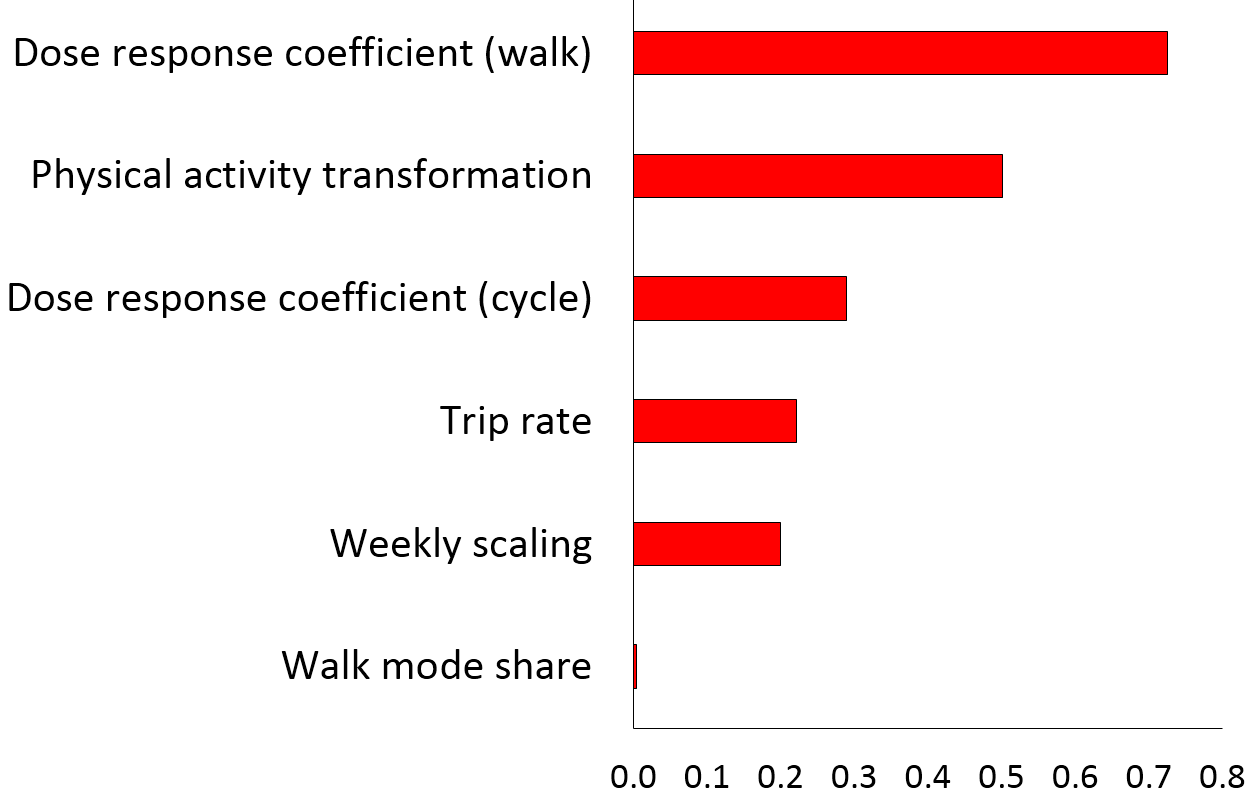 Dose response coefficient (walk)
Physical activity transformation
Dose response coefficient (cycle)
Trip rate
Weekly scaling
Walk mode share
0.0 0.1 0.2 0.3 0.4 0.5 0.6 0.7 0.8